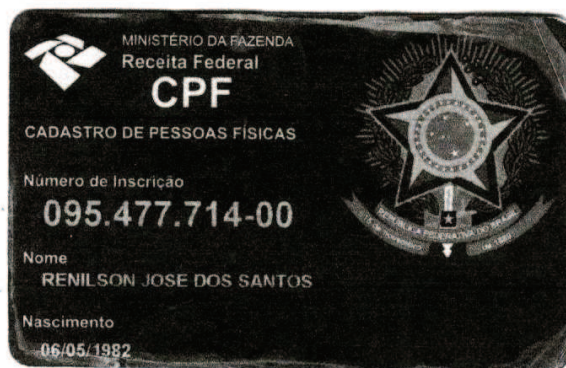 MINISTÉRIO DA FAZENDA
Receita Federal
CPF
CADASTRO DE PESSOAS FÍSICAS
Número de Inscrição
095.477.714-00
Nome
RENILSON JOSE DOS SANTOS
Nascimento
06/05/1982